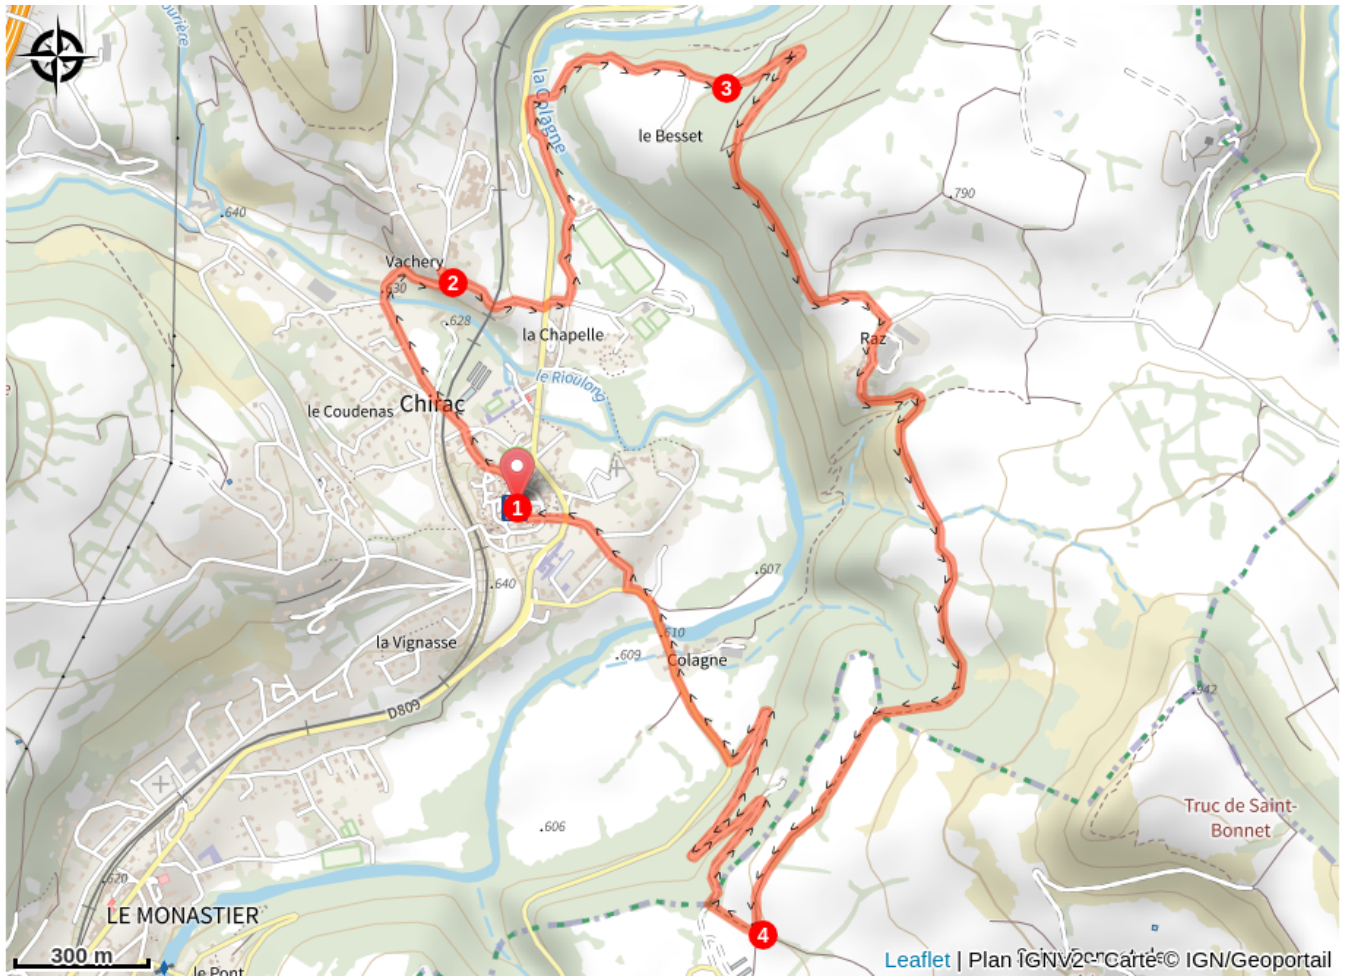 la Colagne
3
le Besset
790
640
Vachery
2
630
628
la Chapelle
Raz
le Rioulong
le Coudenas
Chirac
1
640
607
la Vignasse
610
609
Colagne
D809
942
Truc de Saint-
Bonnet
606
620
LE MONASTIER
4
300 m
le Pont
Leaflet | Plan IGNV2 - Carte © IGN/Geoportail